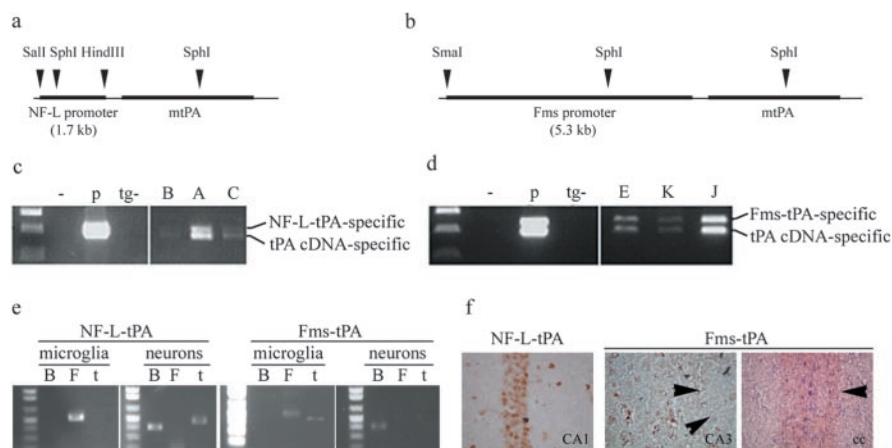 a
SalI SphI HindIII SphI
NF-L promoter mtPA
(1.7 kb)
b
SmaI SphI SphI
Fms promoter mtPA
(5.3 kb)
c
- p tg- B A C
NF-L-tPA-specific
tPA cDNA-specific
d
- p tg- E K J
Fms-tPA-specific
tPA cDNA-specific
e
NF-L-tPA Fms-tPA
microglia neurons microglia neurons
B F t B F t B F t B F t
f
NF-L-tPA Fms-tPA
CA1 CA3 cc